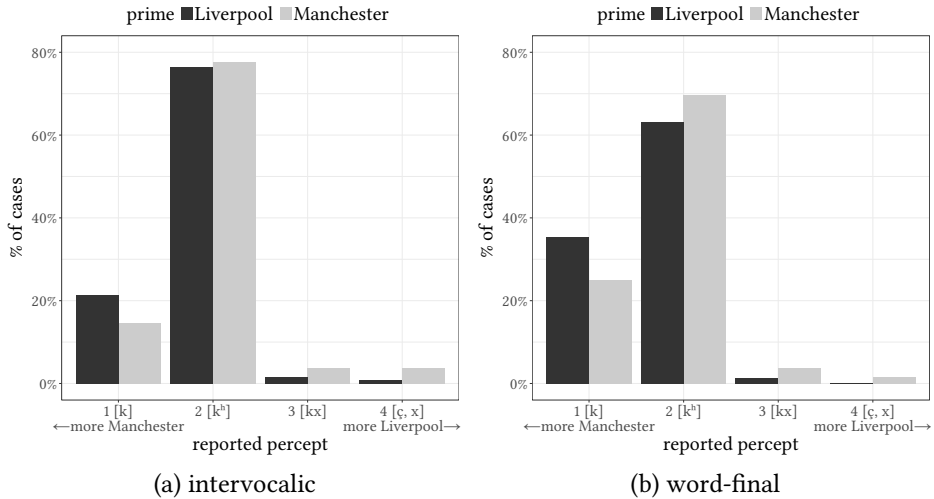 prime Liverpool Manchester
80%
60%
40%
20%
0%
% of cases
1 [k] 2 [kʰ] 3 [kx] 4 [ç, x]
←more Manchester more Liverpool→
reported percept
(a) intervocalic
prime Liverpool Manchester
80%
60%
40%
20%
0%
% of cases
1 [k] 2 [kʰ] 3 [kx] 4 [ç, x]
←more Manchester more Liverpool→
reported percept
(b) word-final